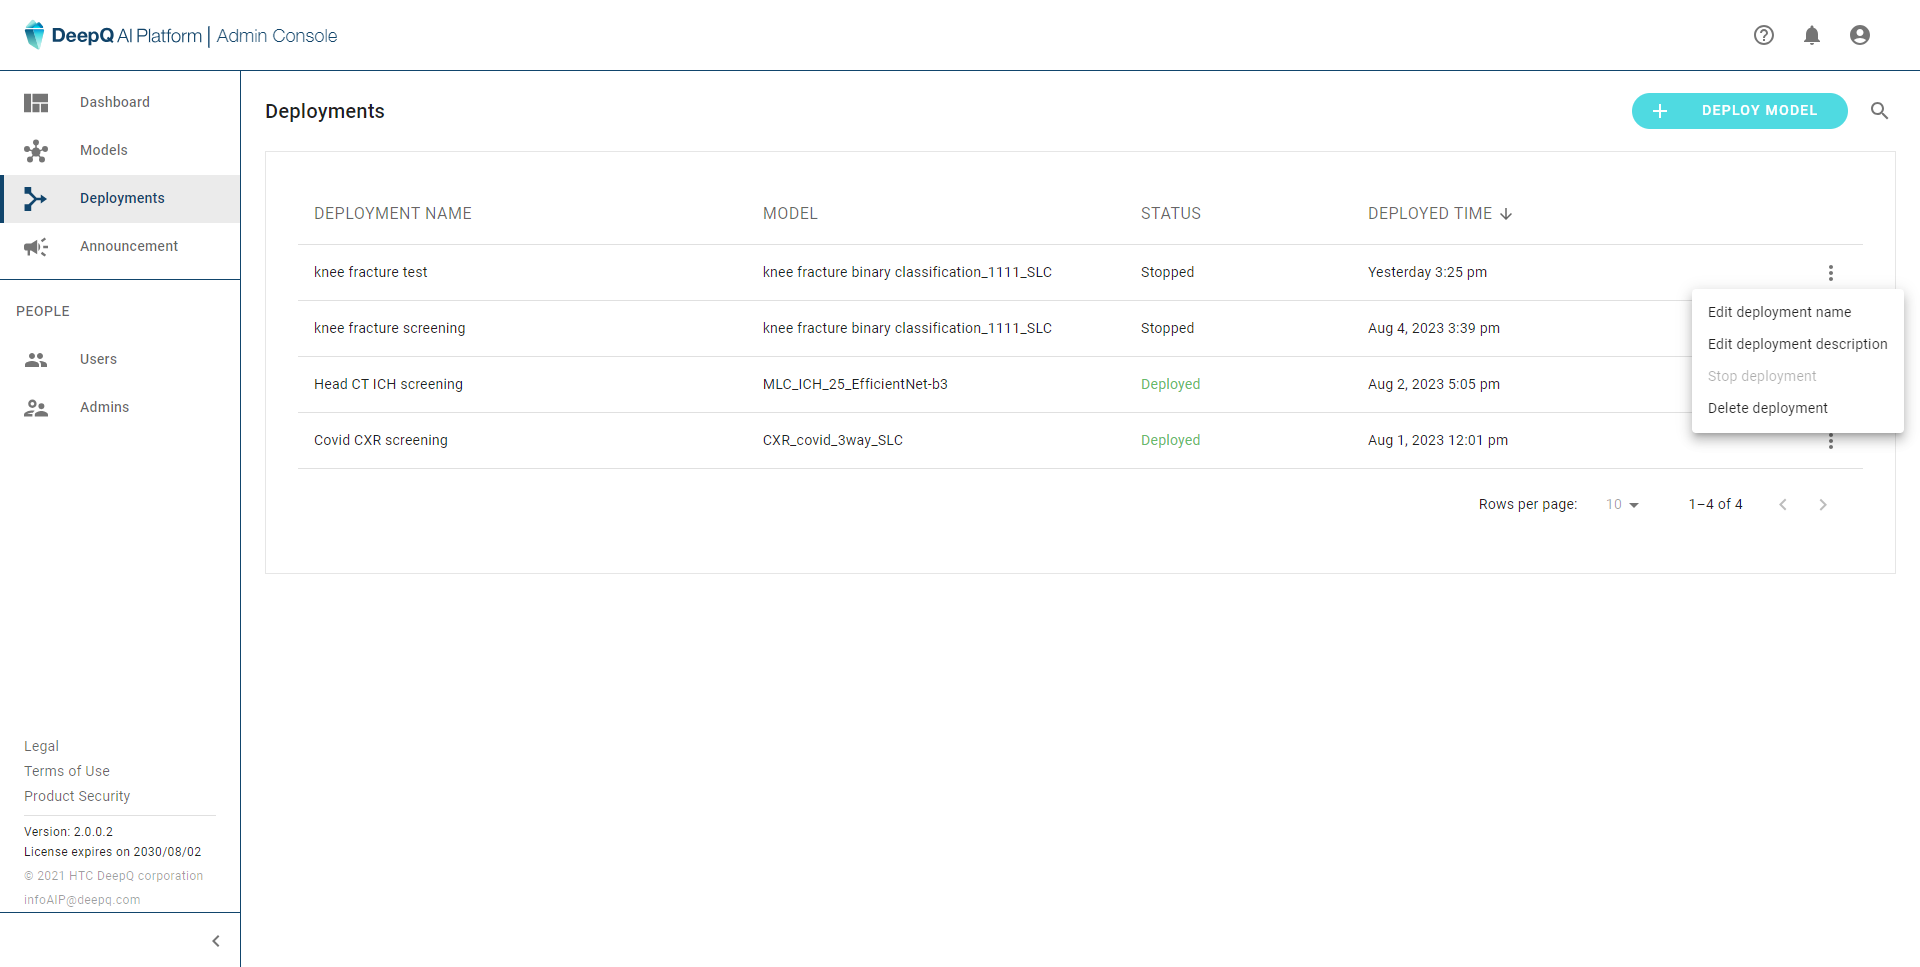 DeepQ AI Platform | Admin Console
Dashboard
Models
Deployments
Announcement
PEOPLE
Users
Admins
Legal
Terms of Use
Product Security
Version: 2.0.0.2
License expires on 2030/08/02
© 2021 HTC DeepQ corporation
infoAIP@deepq.com
Deployments
DEPLOY MODEL
DEPLOYMENT NAME MODEL STATUS DEPLOYED TIME
knee fracture test knee fracture binary classification_1111_SLC Stopped Yesterday 3:25 pm
knee fracture screening knee fracture binary classification_1111_SLC Stopped Aug 4, 2023 3:39 pm
Head CT ICH screening MLC_ICH_25_EfficientNet-b3 Deployed Aug 2, 2023 5:05 pm
Covid CXR screening CXR_covid_3way_SLC Deployed Aug 1, 2023 12:01 pm
Edit deployment name
Edit deployment description
Stop deployment
Delete deployment
Rows per page: 10 1–4 of 4